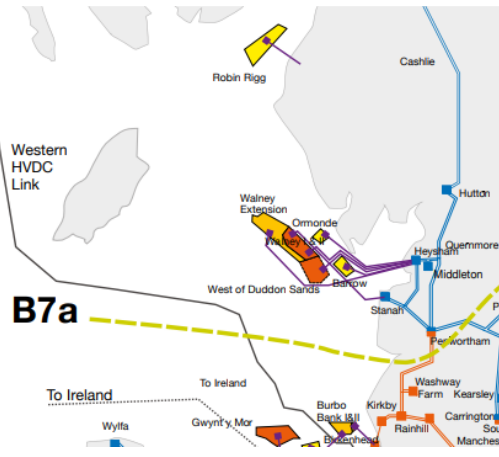 Robin Rigg
Cashlie
Western
HVDC
Link
Hutton
Walney
Extension
Ormonde
Walney I & II
Quernmore
Heysham
Middleton
Barrow
West of Duddon Sands
Stanah
B7a
Penwortham
To Ireland
To Ireland
Washway
Farm
Kearsley
Kirkby
Burbo
Bank I&II
Carrington
Gwynt y Mor
Rainhill
Wylfa
Birkenhead